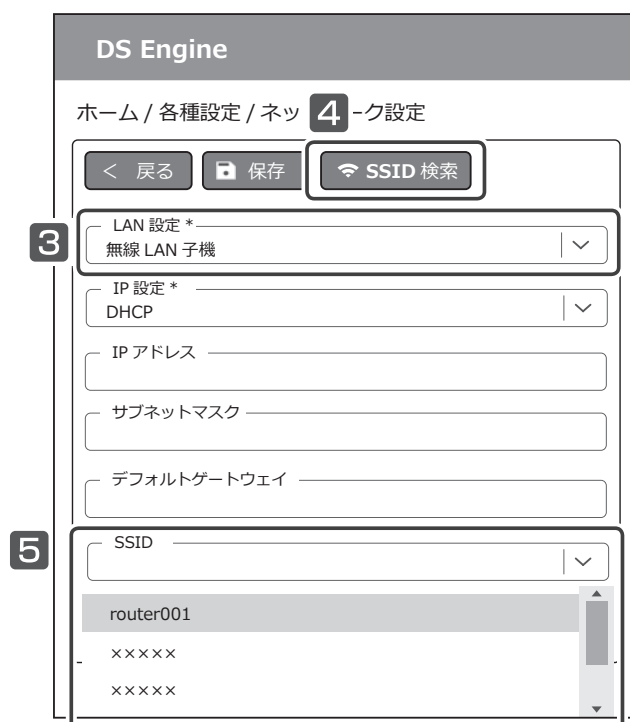 DS Engine
ホーム / 各種設定 / ネッ 4 -ク設定
< 戻る 保存 SSID 検索
3
LAN 設定 *
無線 LAN 子機
IP 設定 *
DHCP
IP アドレス
サブネットマスク
デフォルトゲートウェイ
5
SSID
router001
×××××
×××××